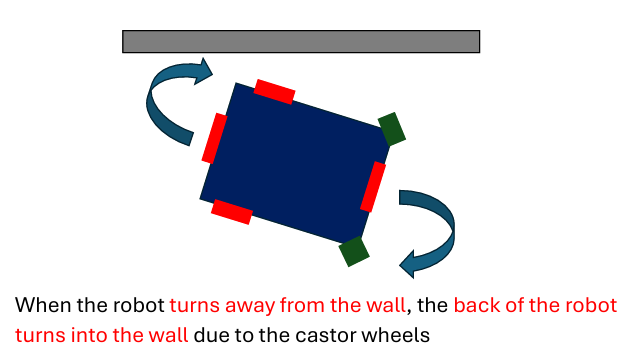 When the robot turns away from the wall, the back of the robot
turns into the wall due to the castor wheels